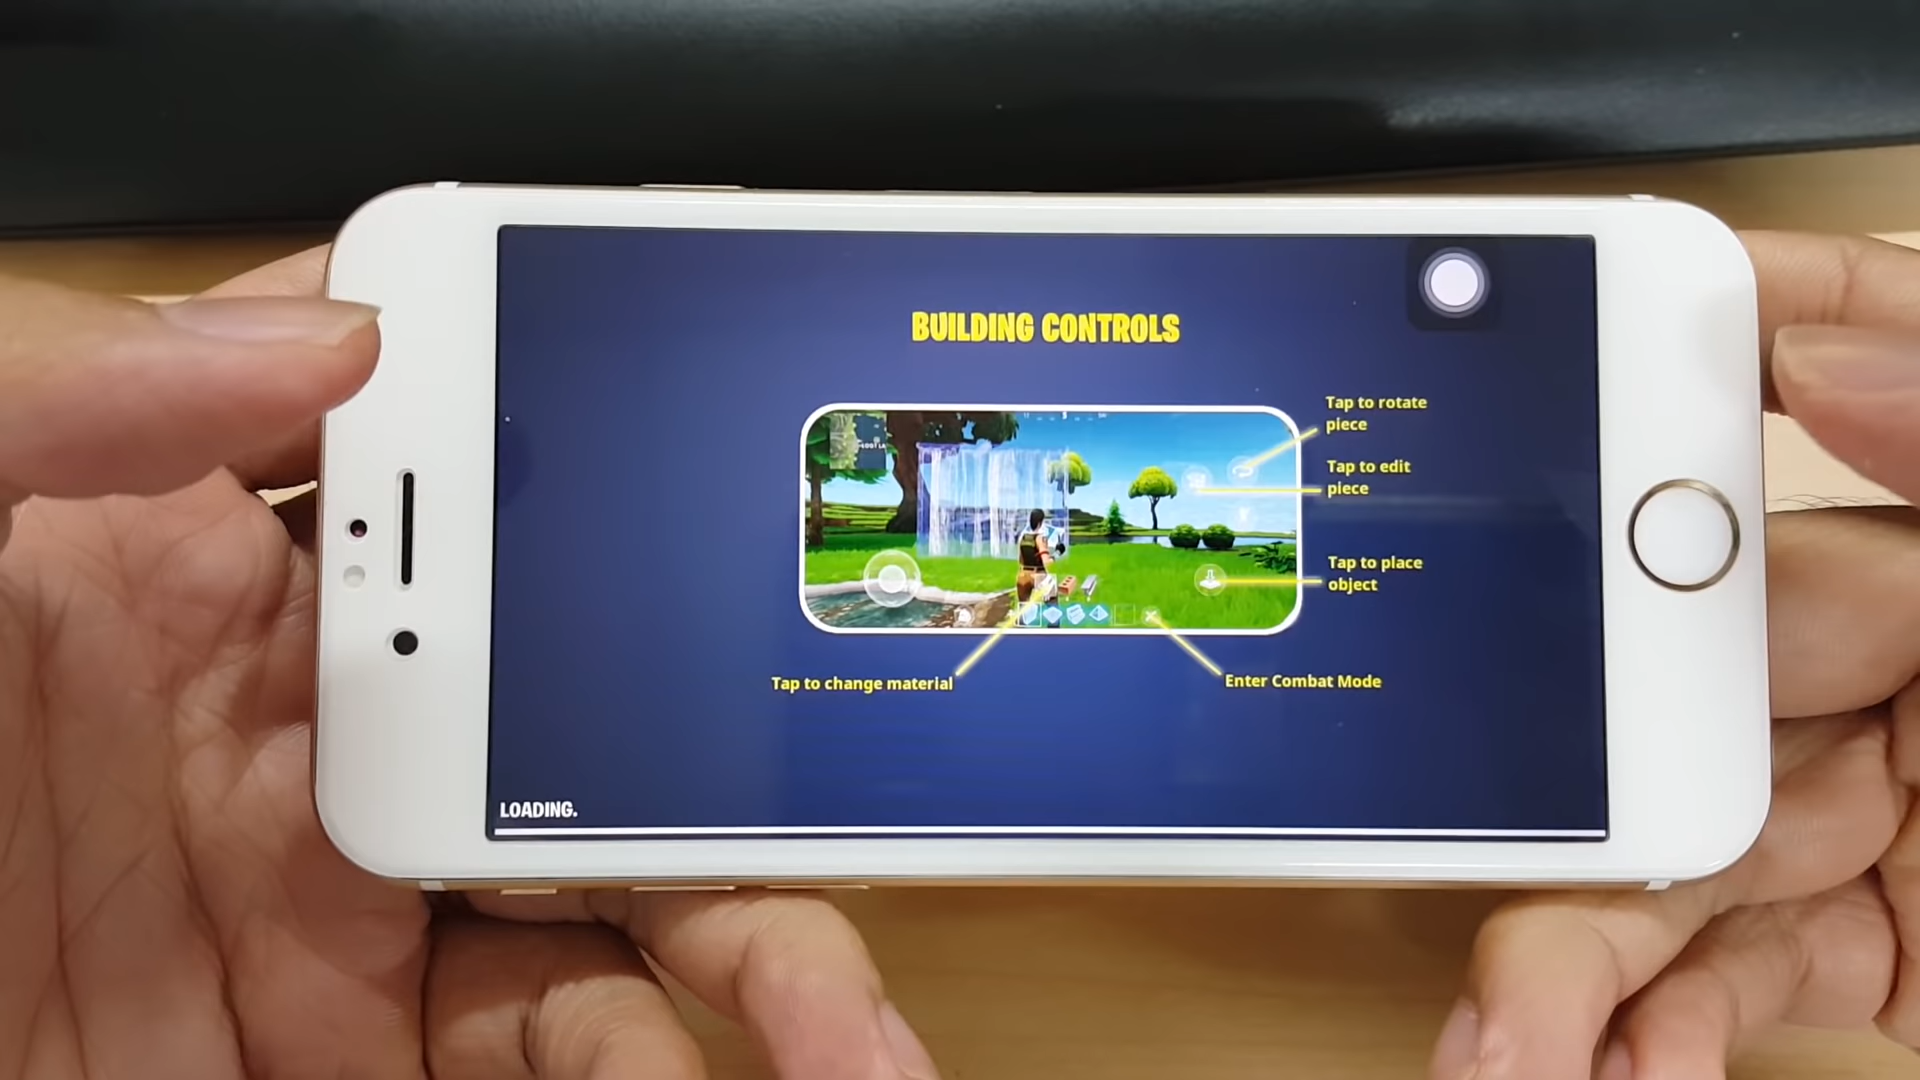 BUILDING CONTROLS
Tap to rotate
piece
Tap to edit
piece
Tap to place
object
Tap to change material
Enter Combat Mode
LOADING.